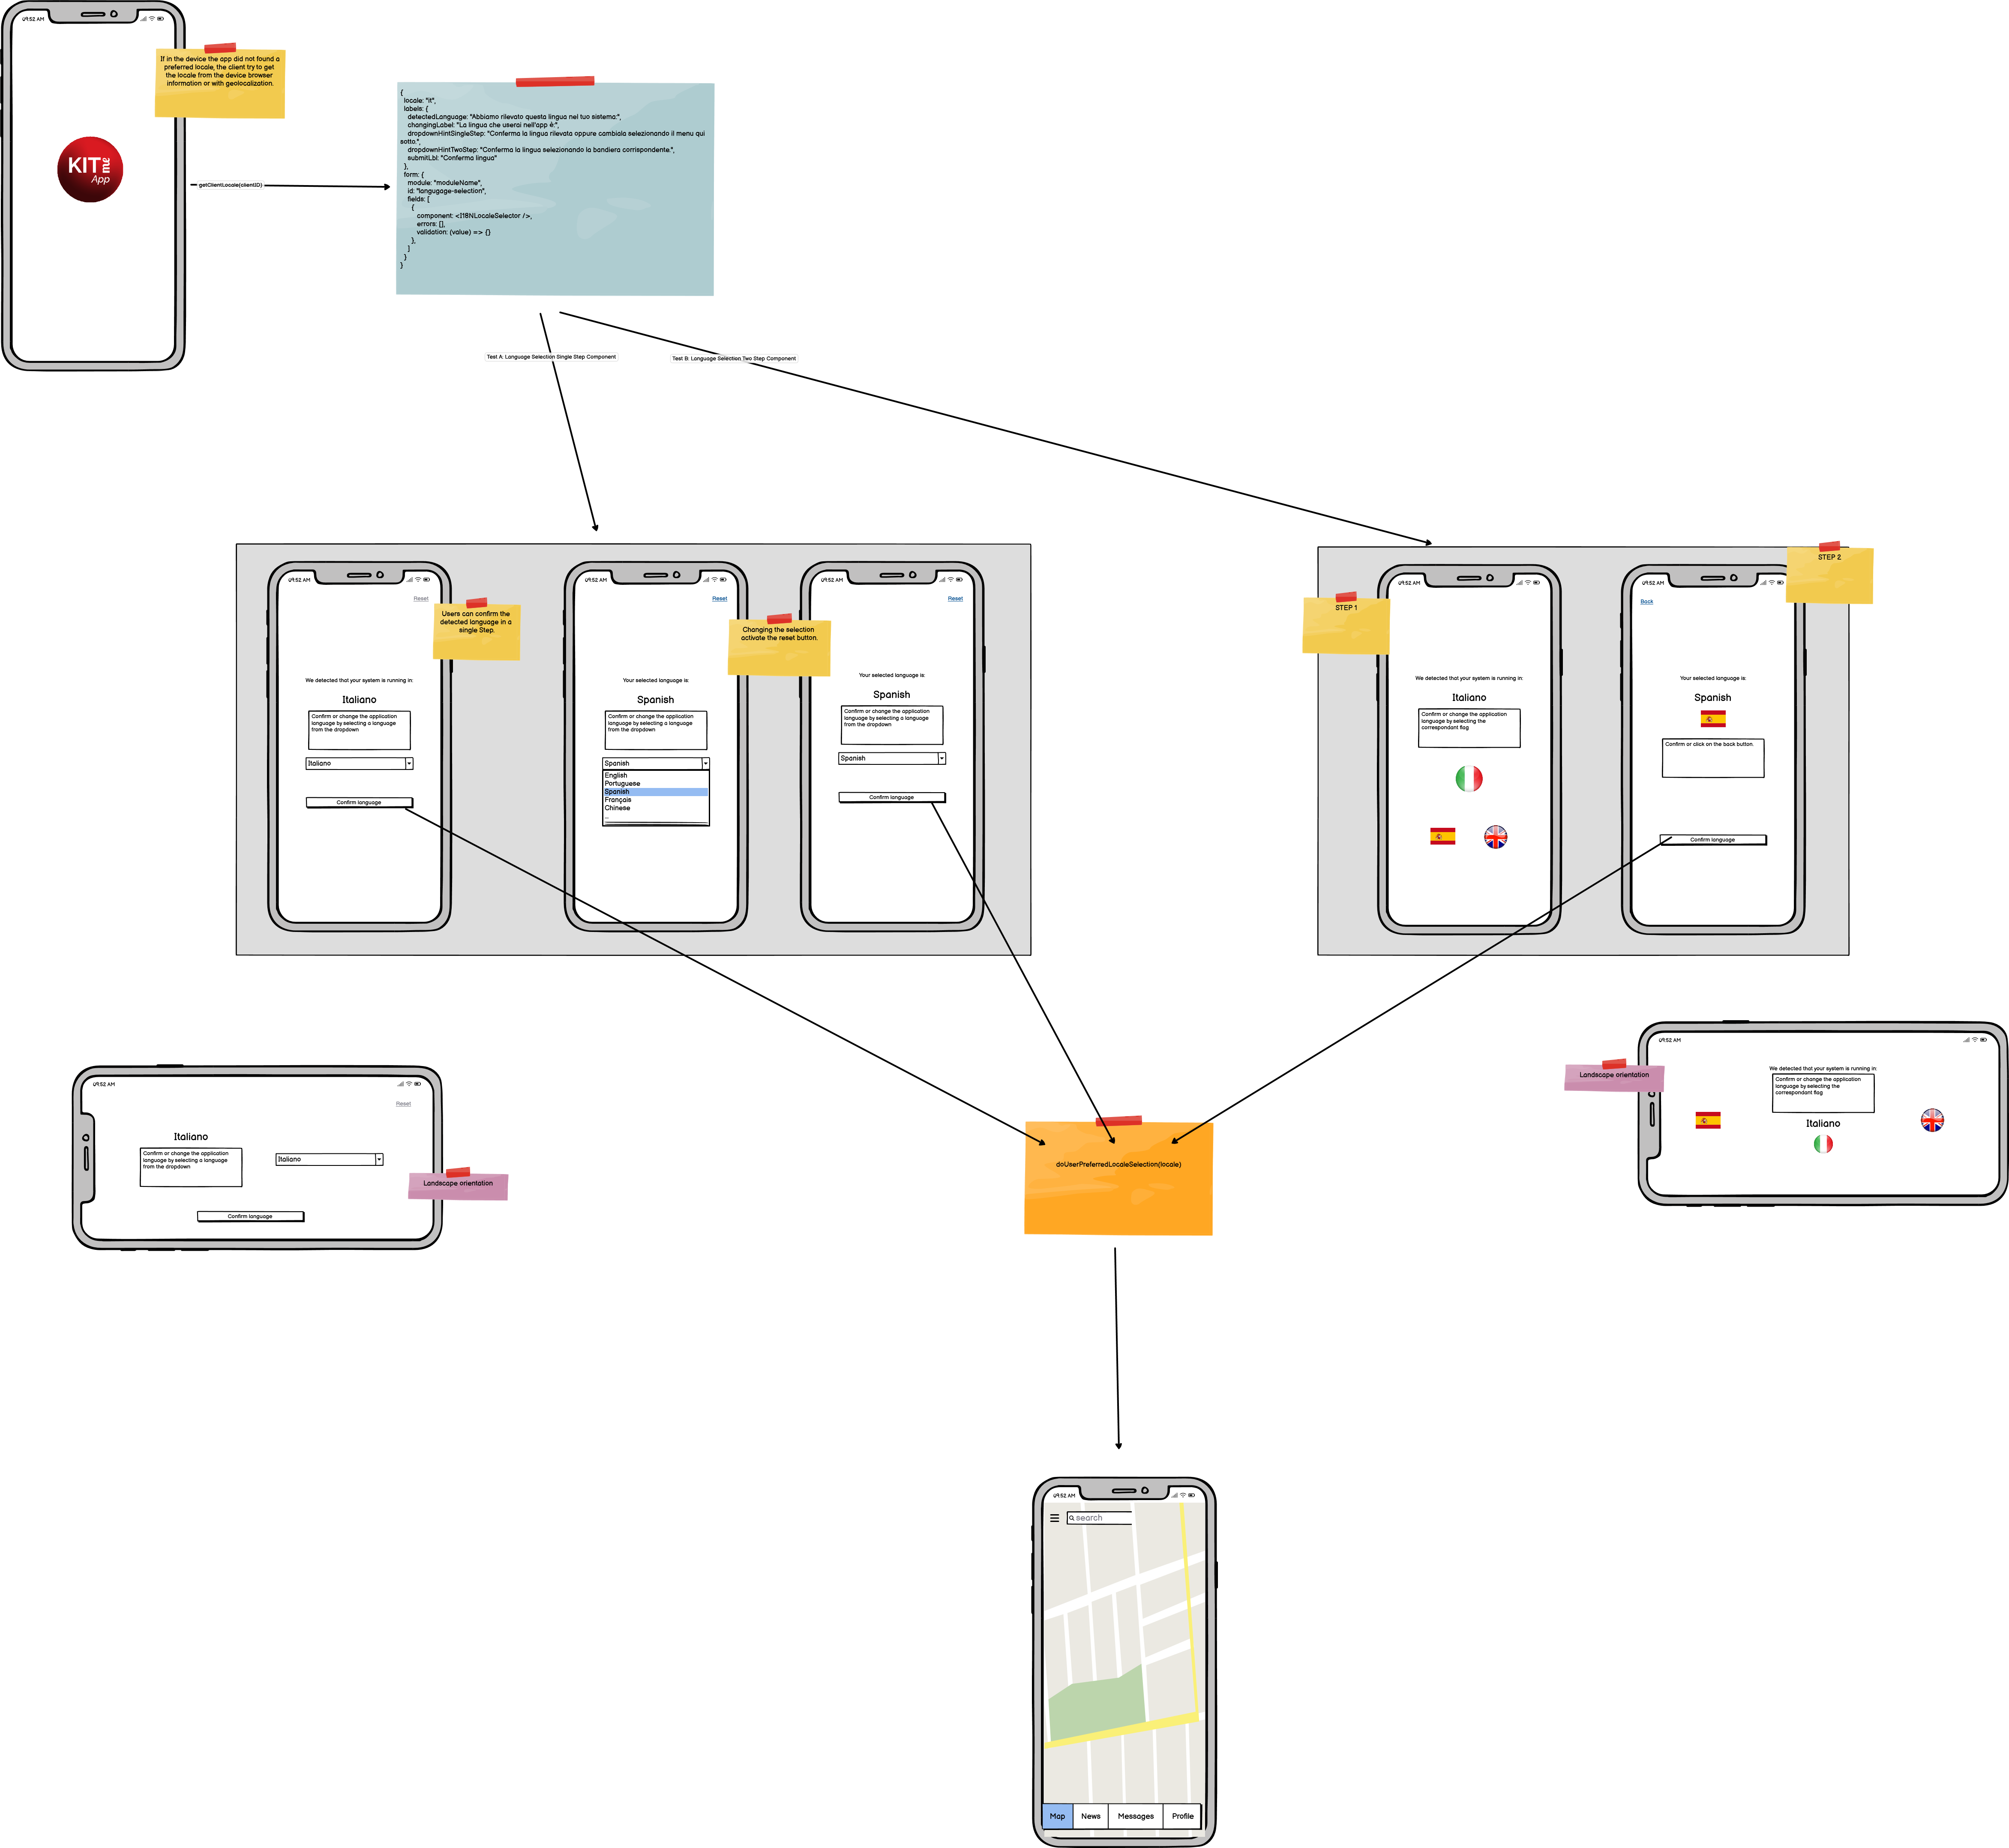 09:52 AM
If in the device the app did not found a
preferred locale, the client try to get
the locale from the device browser
information or with geolocalization.
KIT me
App
getClientLocale(clientID)
{
locale: "it",
labels: {
detectedLanguage: "Abbiamo rilevato questa lingua nel tuo sistema:",
changingLabel: "La lingua che userai nell'app è:",
dropdownHintSingleStep: "Conferma la lingua rilevata oppure cambiala selezionando il menu qui
sotto.",
dropdownHintTwoStep: "Conferma la lingua selezionando la bandiera corrispondente.",
submitLbl: "Conferma lingua"
},
form: {
module: "moduleName",
id: "langugage-selection",
fields: [
{
component: <I18NLocaleSelector />,
errors: [],
validation: (value) => {}
},
]
}
}
Test A: Language Selection Single Step Component
Test B: Language Selection Two Step Component
09:52 AM
Reset
Users can confirm the
detected language in a
single Step.
We detected that your system is running in:
Italiano
Confirm or change the application
language by selecting a language
from the dropdown
Italiano
Confirm language
09:52 AM
Reset
Changing the selection
activate the reset button.
Your selected language is:
Spanish
Confirm or change the application
language by selecting a language
from the dropdown
Spanish
English
Portuguese
Spanish
Français
Chinese
...
09:52 AM
Reset
Your selected language is:
Spanish
Confirm or change the application
language by selecting a language
from the dropdown
Spanish
Confirm language
STEP 1
09:52 AM
We detected that your system is running in:
Italiano
Confirm or change the application
language by selecting the
correspondant flag
STEP 2
09:52 AM
Back
Your selected language is:
Spanish
Confirm or click on the back button.
Confirm language
09:52 AM
Reset
Italiano
Confirm or change the application
language by selecting a language
from the dropdown
Italiano
Confirm language
Landscape orientation
doUserPreferredLocaleSelection(locale)
Landscape orientation
09:52 AM
We detected that your system is running in:
Confirm or change the application
language by selecting the
correspondant flag
Italiano
09:52 AM
search
Map
News
Messages
Profile